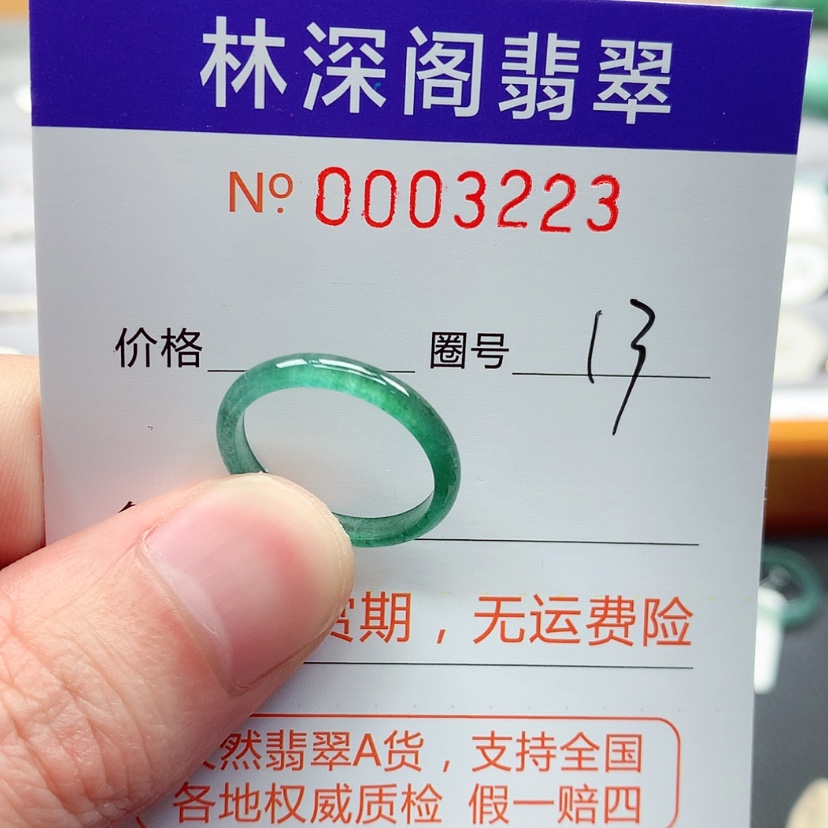 林深阁翡翠
Nº 0003223
价格 圈号 13
期，无运费险
然翡翠A货，支持全国
各地权威质检 假一赔四